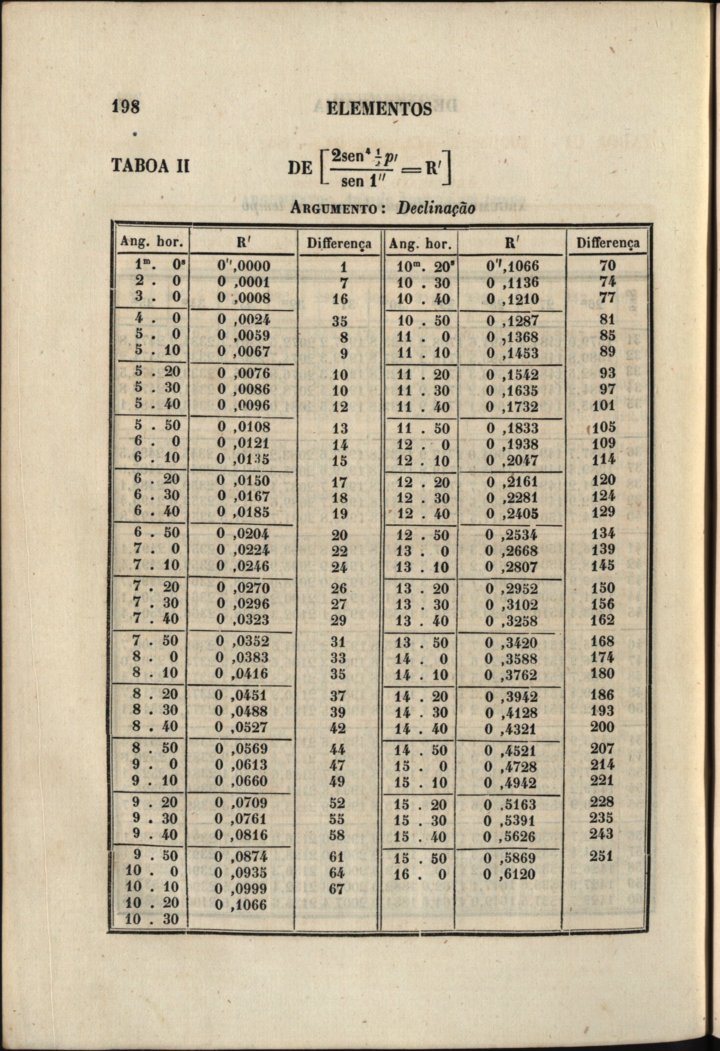 198 ELEMENTOS
TABOA II DE [2sen⁴ ½ p, / sen 1'' = R']
ARGUMENTO: Declinação
Ang. hor. R' Differença Ang. hor. R' Differença
1ᵐ. 0ˢ 0'',0000 1 10ᵐ. 20ˢ 0'',1066 70
2 . 0 0 ,0001 7 10 . 30 0 ,1136 74
3 . 0 0 ,0008 16 10 . 40 0 ,1210 77
4 . 0 0 ,0024 35 10 . 50 0 ,1287 81
5 . 0 0 ,0059 8 11 . 0 0 ,1368 85
5 . 10 0 ,0067 9 11 . 10 0 ,1453 89
5 . 20 0 ,0076 10 11 . 20 0 ,1542 93
5 . 30 0 ,0086 10 11 . 30 0 ,1635 97
5 . 40 0 ,0096 12 11 . 40 0 ,1732 101
5 . 50 0 ,0108 13 11 . 50 0 ,1833 105
6 . 0 0 ,0121 14 12 . 0 0 ,1938 109
6 . 10 0 ,0135 15 12 . 10 0 ,2047 114
6 . 20 0 ,0150 17 12 . 20 0 ,2161 120
6 . 30 0 ,0167 18 12 . 30 0 ,2281 124
6 . 40 0 ,0185 19 12 . 40 0 ,2405 129
6 . 50 0 ,0204 20 12 . 50 0 ,2534 134
7 . 0 0 ,0224 22 13 . 0 0 ,2668 139
7 . 10 0 ,0246 24 13 . 10 0 ,2807 145
7 . 20 0 ,0270 26 13 . 20 0 ,2952 150
7 . 30 0 ,0296 27 13 . 30 0 ,3102 156
7 . 40 0 ,0323 29 13 . 40 0 ,3258 162
7 . 50 0 ,0352 31 13 . 50 0 ,3420 168
8 . 0 0 ,0383 33 14 . 0 0 ,3588 174
8 . 10 0 ,0416 35 14 . 10 0 ,3762 180
8 . 20 0 ,0451 37 14 . 20 0 ,3942 186
8 . 30 0 ,0488 39 14 . 30 0 ,4128 193
8 . 40 0 ,0527 42 14 . 40 0 ,4321 200
8 . 50 0 ,0569 44 14 . 50 0 ,4521 207
9 . 0 0 ,0613 47 15 . 0 0 ,4728 214
9 . 10 0 ,0660 49 15 . 10 0 ,4942 221
9 . 20 0 ,0709 52 15 . 20 0 ,5163 228
9 . 30 0 ,0761 55 15 . 30 0 ,5391 235
9 . 40 0 ,0816 58 15 . 40 0 ,5626 243
9 . 50 0 ,0874 61 15 . 50 0 ,5869 251
10 . 0 0 ,0935 64 16 . 0 0 ,6120
10 . 10 0 ,0999 67
10 . 20 0 ,1066
10 . 30